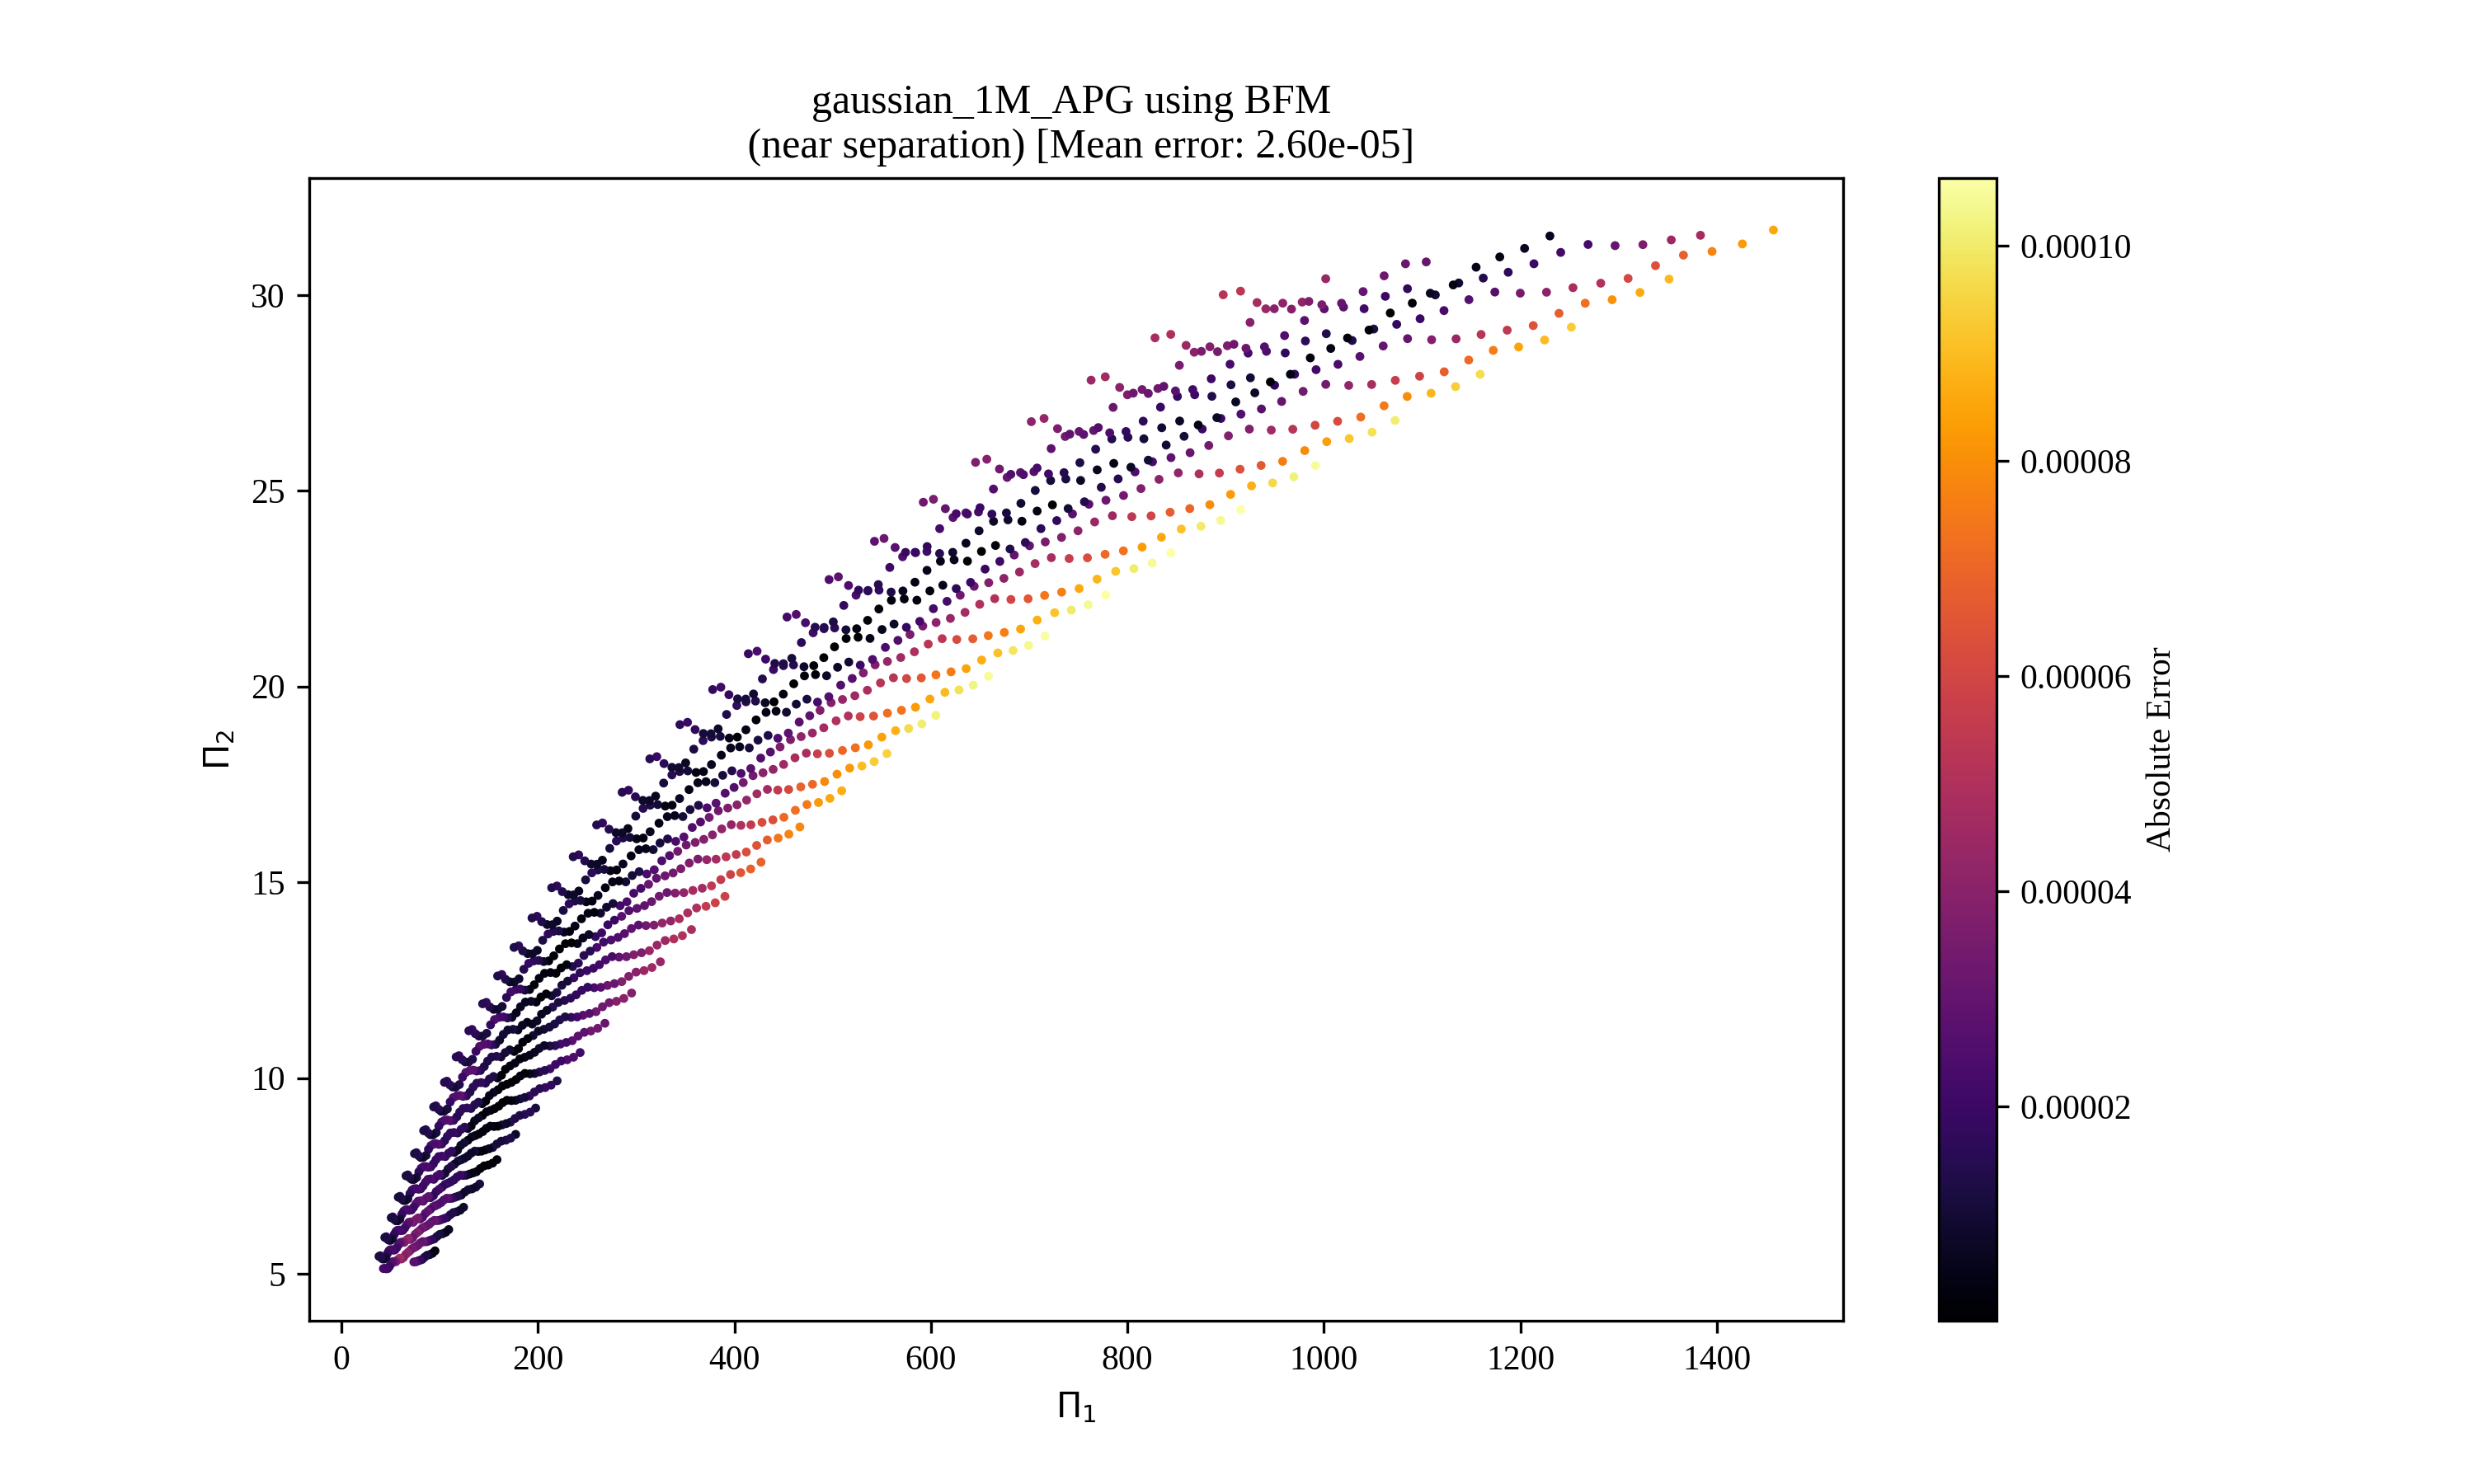 gaussian_1M_APG using BFM
(near separation) [Mean error: 2.60e-05]
30
25
20
15
10
5
Π₂
0 200 400 600 800 1000 1200 1400
Π₁
0.00010
0.00008
0.00006
0.00004
0.00002
Absolute Error